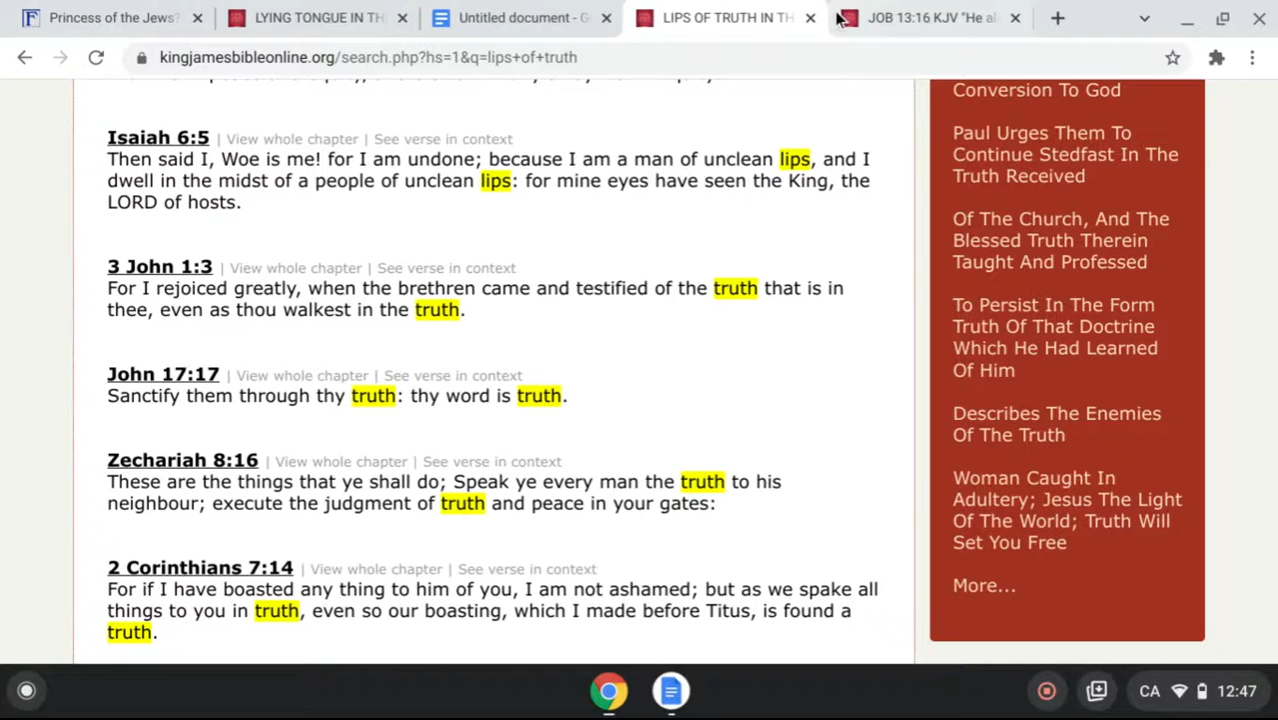 Princess of the Jews?
LYING TONGUE IN TH
Untitled document - G
LIPS OF TRUTH IN TH
JOB 13:16 KJV "He al
kingjamesbibleonline.org/search.php?hs=1&q=lips+of+truth
Isaiah 6:5 | View whole chapter | See verse in context
Then said I, Woe is me! for I am undone; because I am a man of unclean lips, and I
dwell in the midst of a people of unclean lips: for mine eyes have seen the King, the
LORD of hosts.
3 John 1:3 | View whole chapter | See verse in context
For I rejoiced greatly, when the brethren came and testified of the truth that is in
thee, even as thou walkest in the truth.
John 17:17 | View whole chapter | See verse in context
Sanctify them through thy truth: thy word is truth.
Zechariah 8:16 | View whole chapter | See verse in context
These are the things that ye shall do; Speak ye every man the truth to his
neighbour; execute the judgment of truth and peace in your gates:
2 Corinthians 7:14 | View whole chapter | See verse in context
For if I have boasted any thing to him of you, I am not ashamed; but as we spake all
things to you in truth, even so our boasting, which I made before Titus, is found a
truth.
Conversion To God
Paul Urges Them To
Continue Stedfast In The
Truth Received
Of The Church, And The
Blessed Truth Therein
Taught And Professed
To Persist In The Form
Truth Of That Doctrine
Which He Had Learned
Of Him
Describes The Enemies
Of The Truth
Woman Caught In
Adultery; Jesus The Light
Of The World; Truth Will
Set You Free
More...
CA
12:47